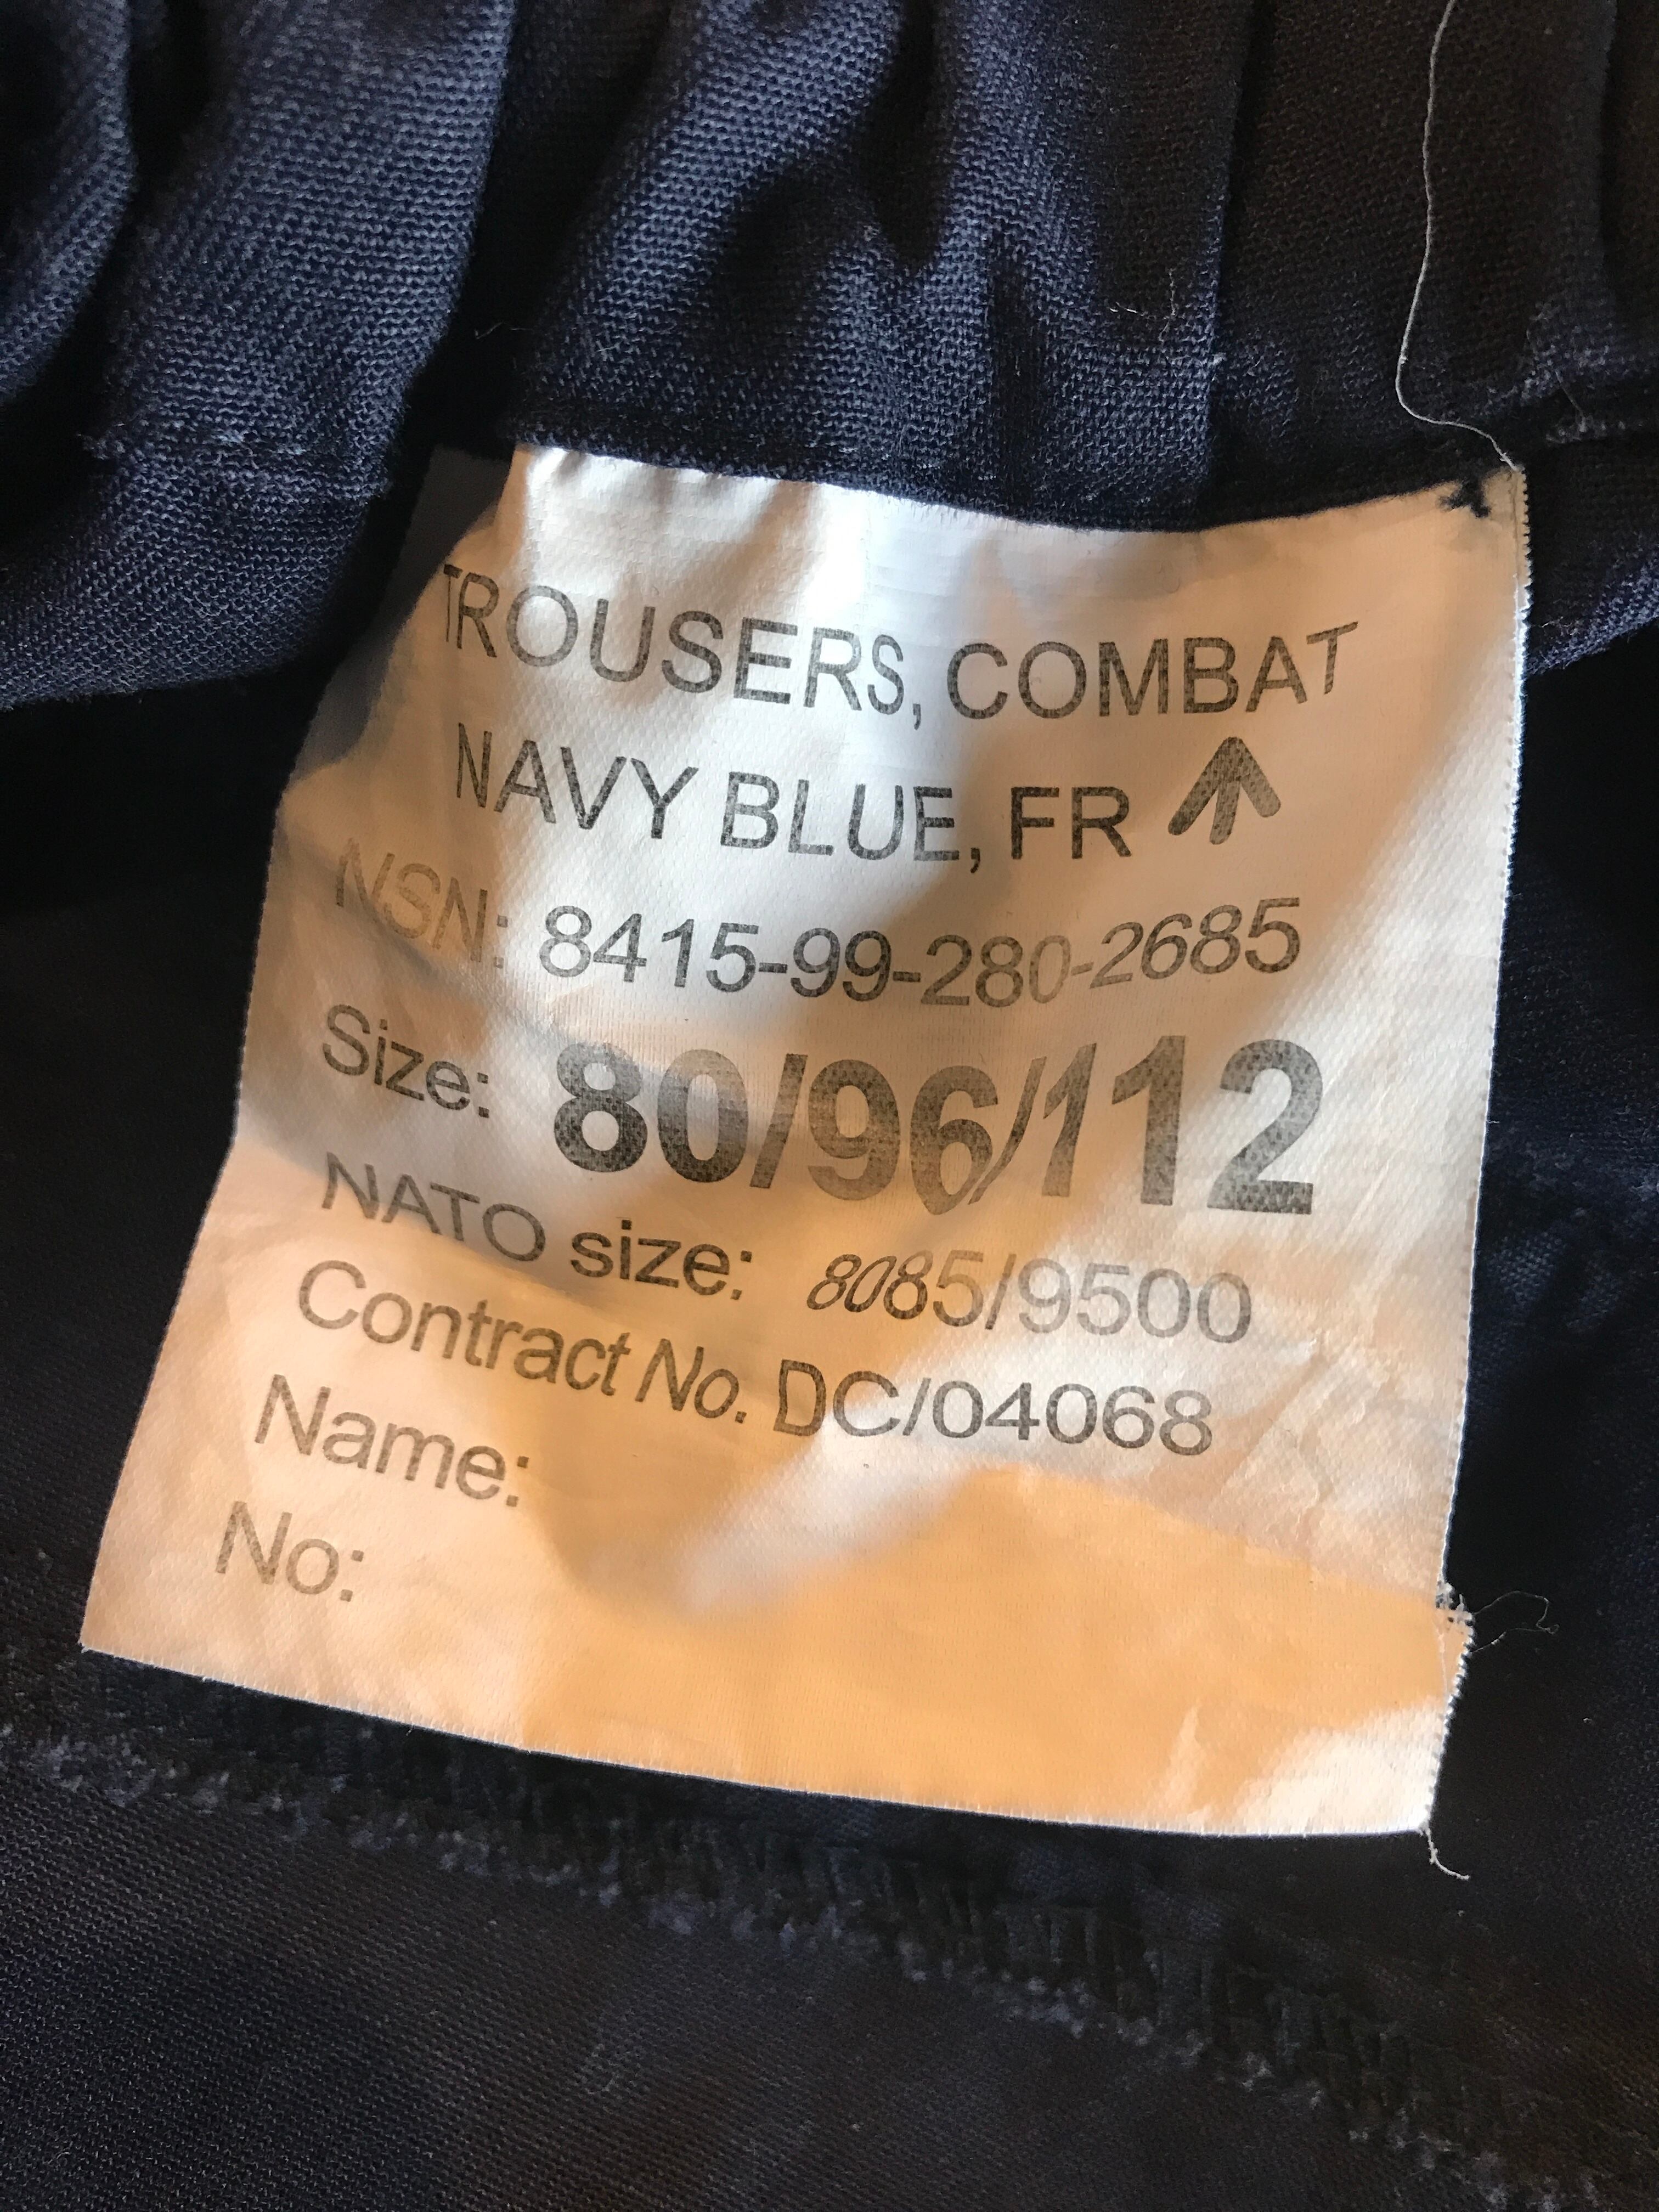 TROUSERS, COMBAT
NAVY BLUE, FR
NSN: 8415-99-280-2685
Size: 80/96/112
NATO size: 8085/9500
Contract No. DC/04068
Name:
No: